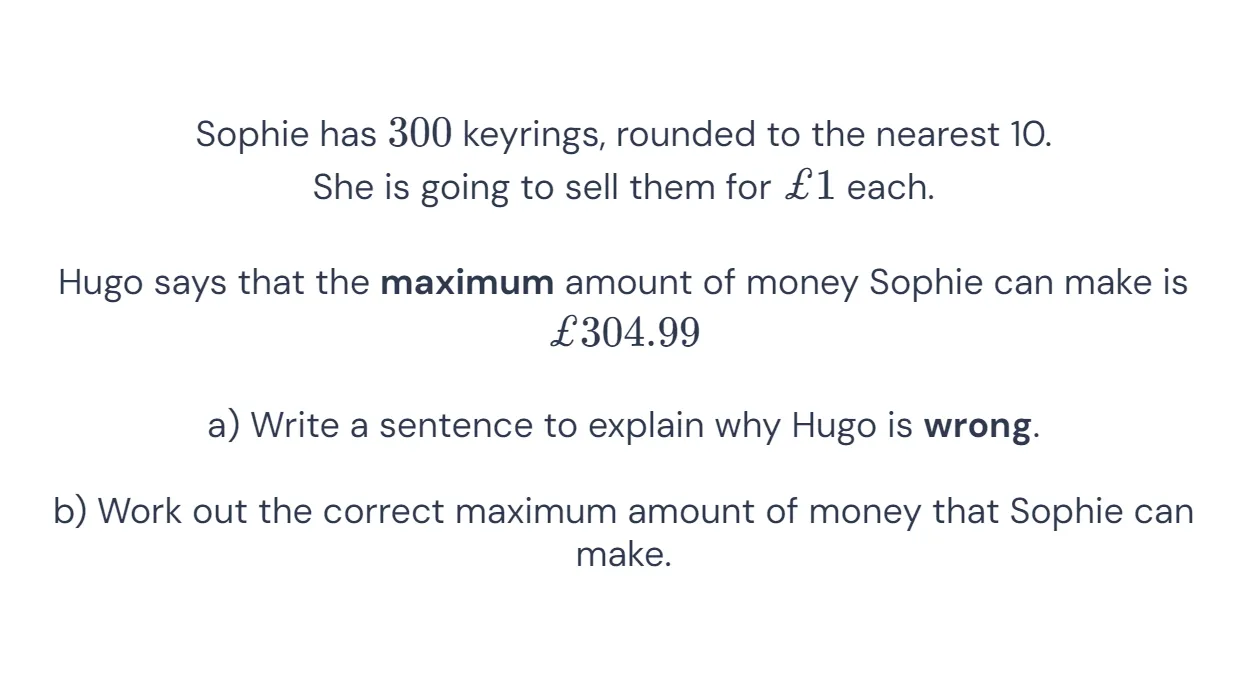 Sophie has 300 keyrings, rounded to the nearest 10.
She is going to sell them for £1 each.
Hugo says that the maximum amount of money Sophie can make is
£304.99
a) Write a sentence to explain why Hugo is wrong.
b) Work out the correct maximum amount of money that Sophie can
make.